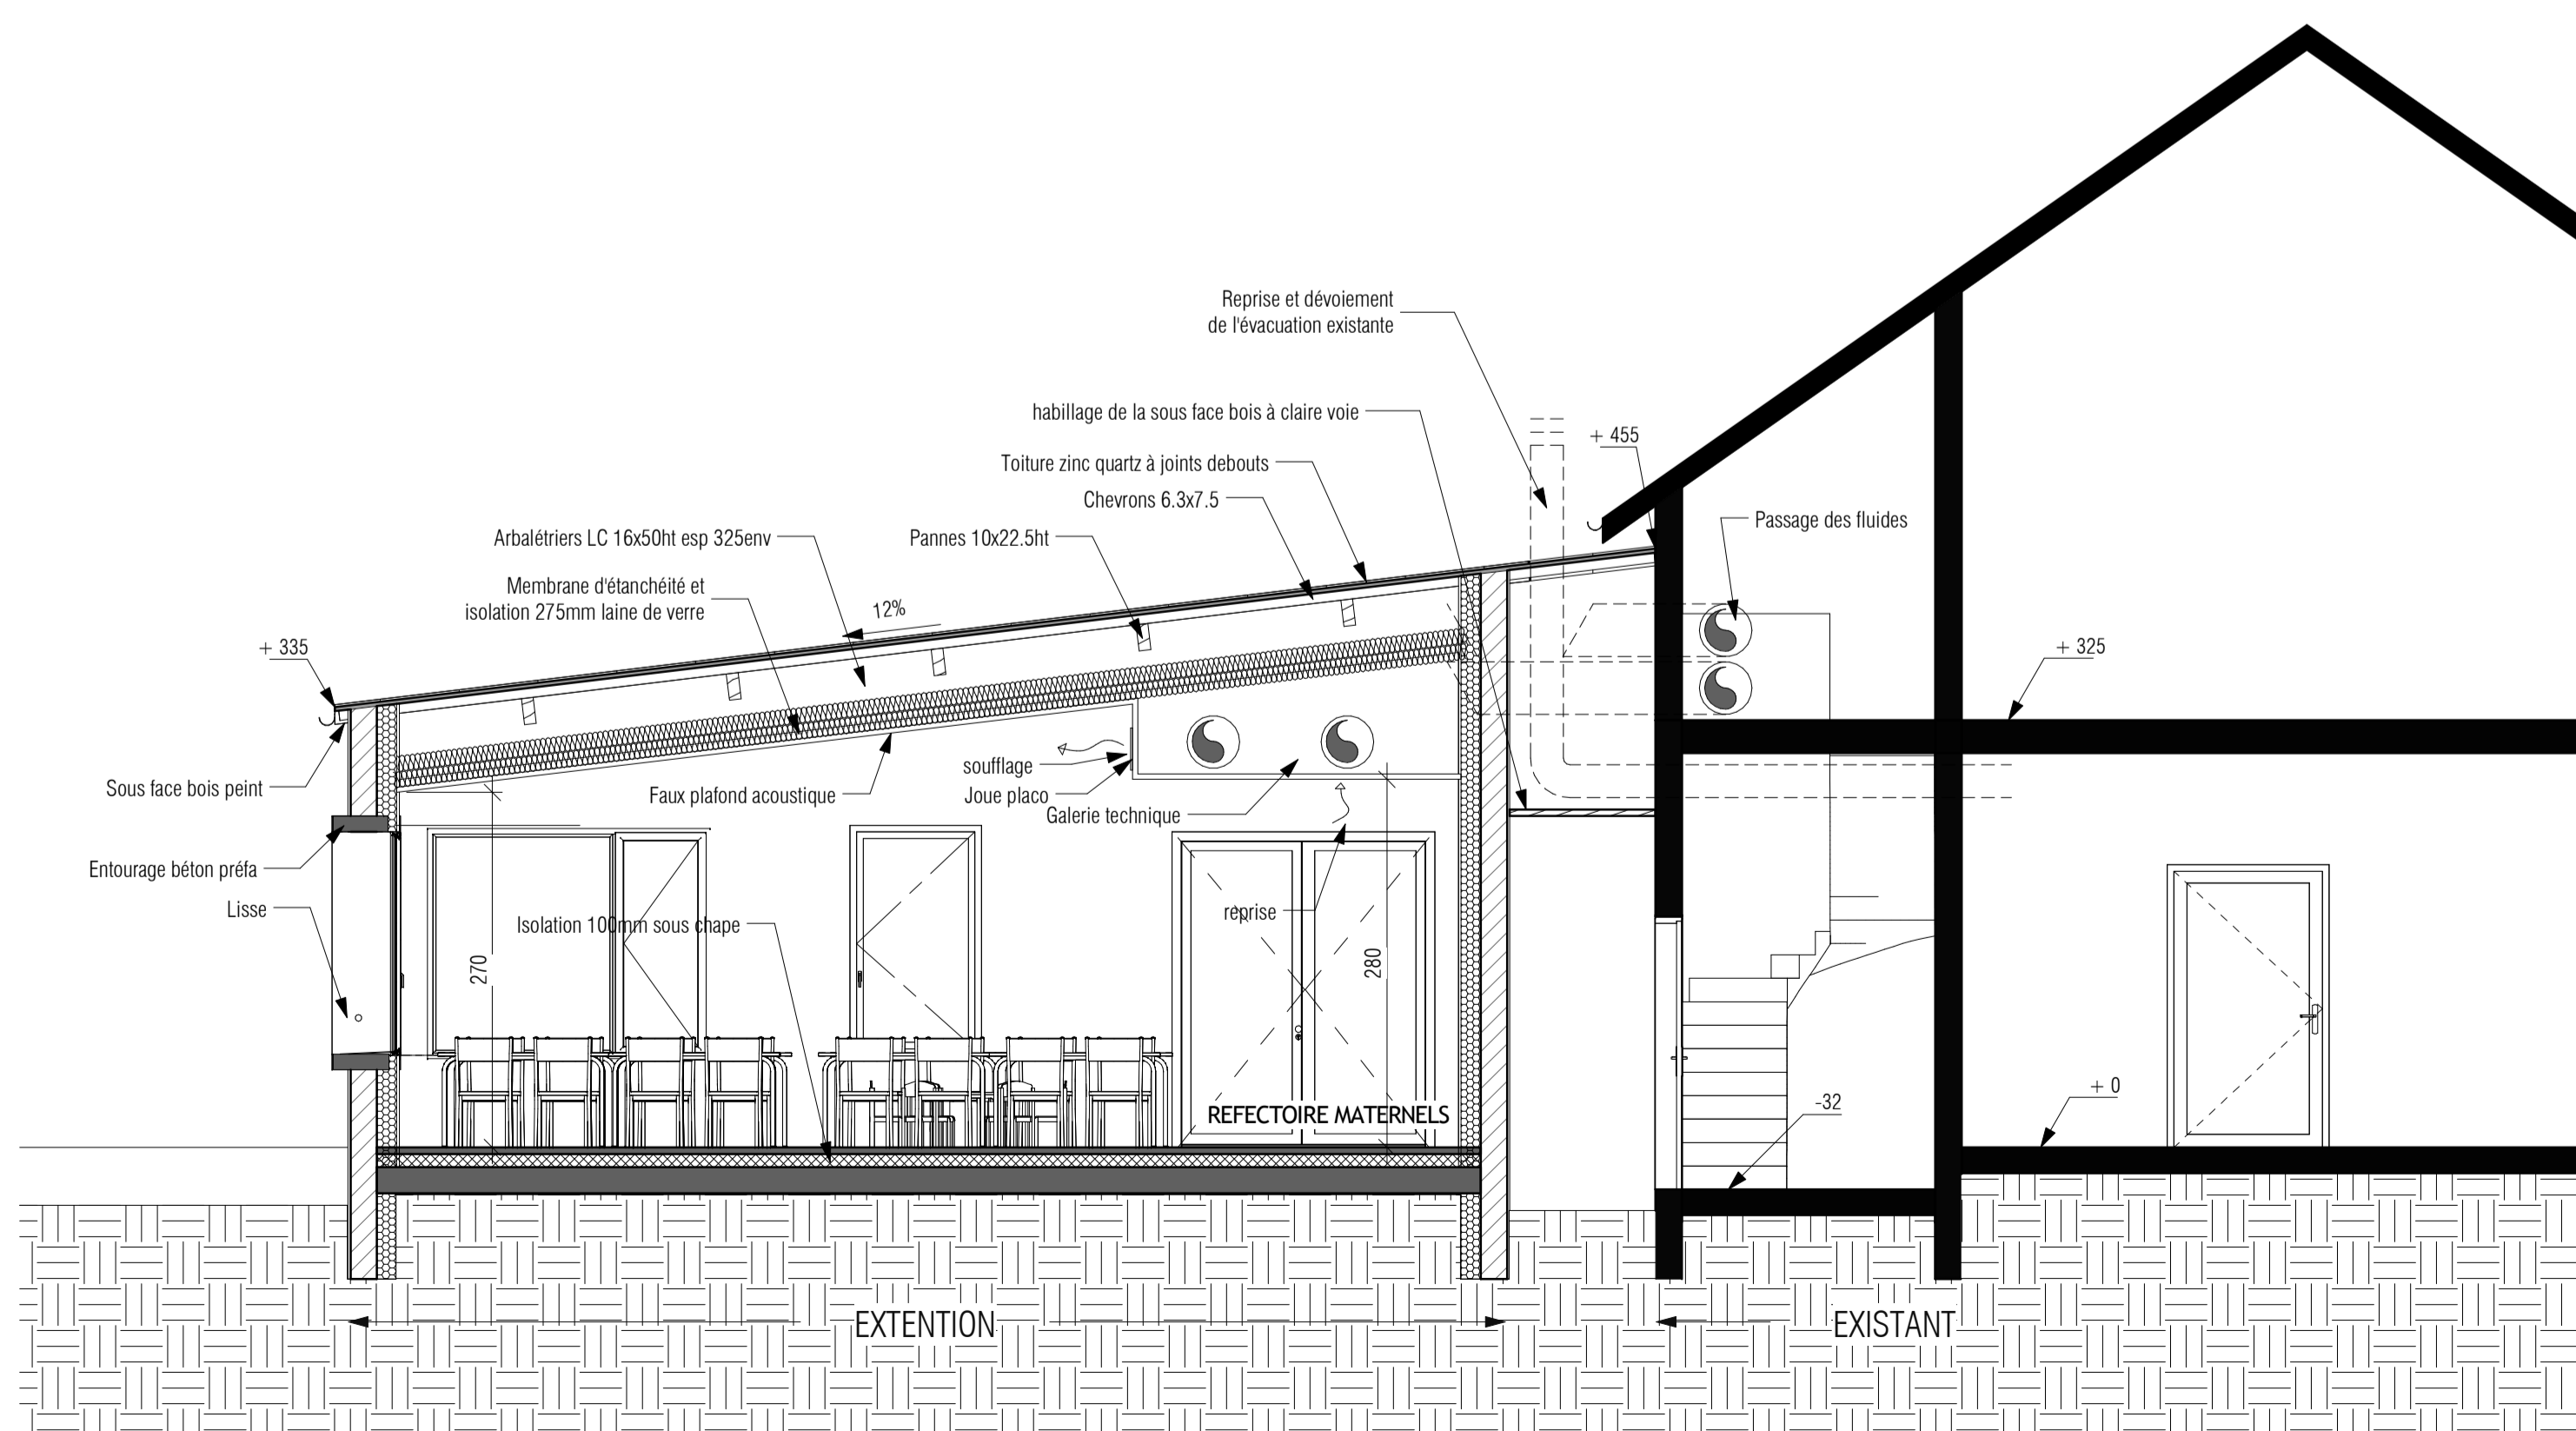 Reprise et dévoiement
de l'évacuation existante
habillage de la sous face bois à claire voie
+ 455
Toiture zinc quartz à joints debouts
Chevrons 6.3x7.5
Passage des fluides
Arbalétriers LC 16x50ht esp 325env
Pannes 10x22.5ht
Membrane d'étanchéité et
isolation 275mm laine de verre
12%
+ 335
+ 325
soufflage
Sous face bois peint
Faux plafond acoustique
Joue placo
Galerie technique
Entourage béton préfa
Lisse
reprise
Isolation 100mm sous chape
270
280
+ 0
-32
REFECTOIRE MATERNELS
EXTENTION
EXISTANT